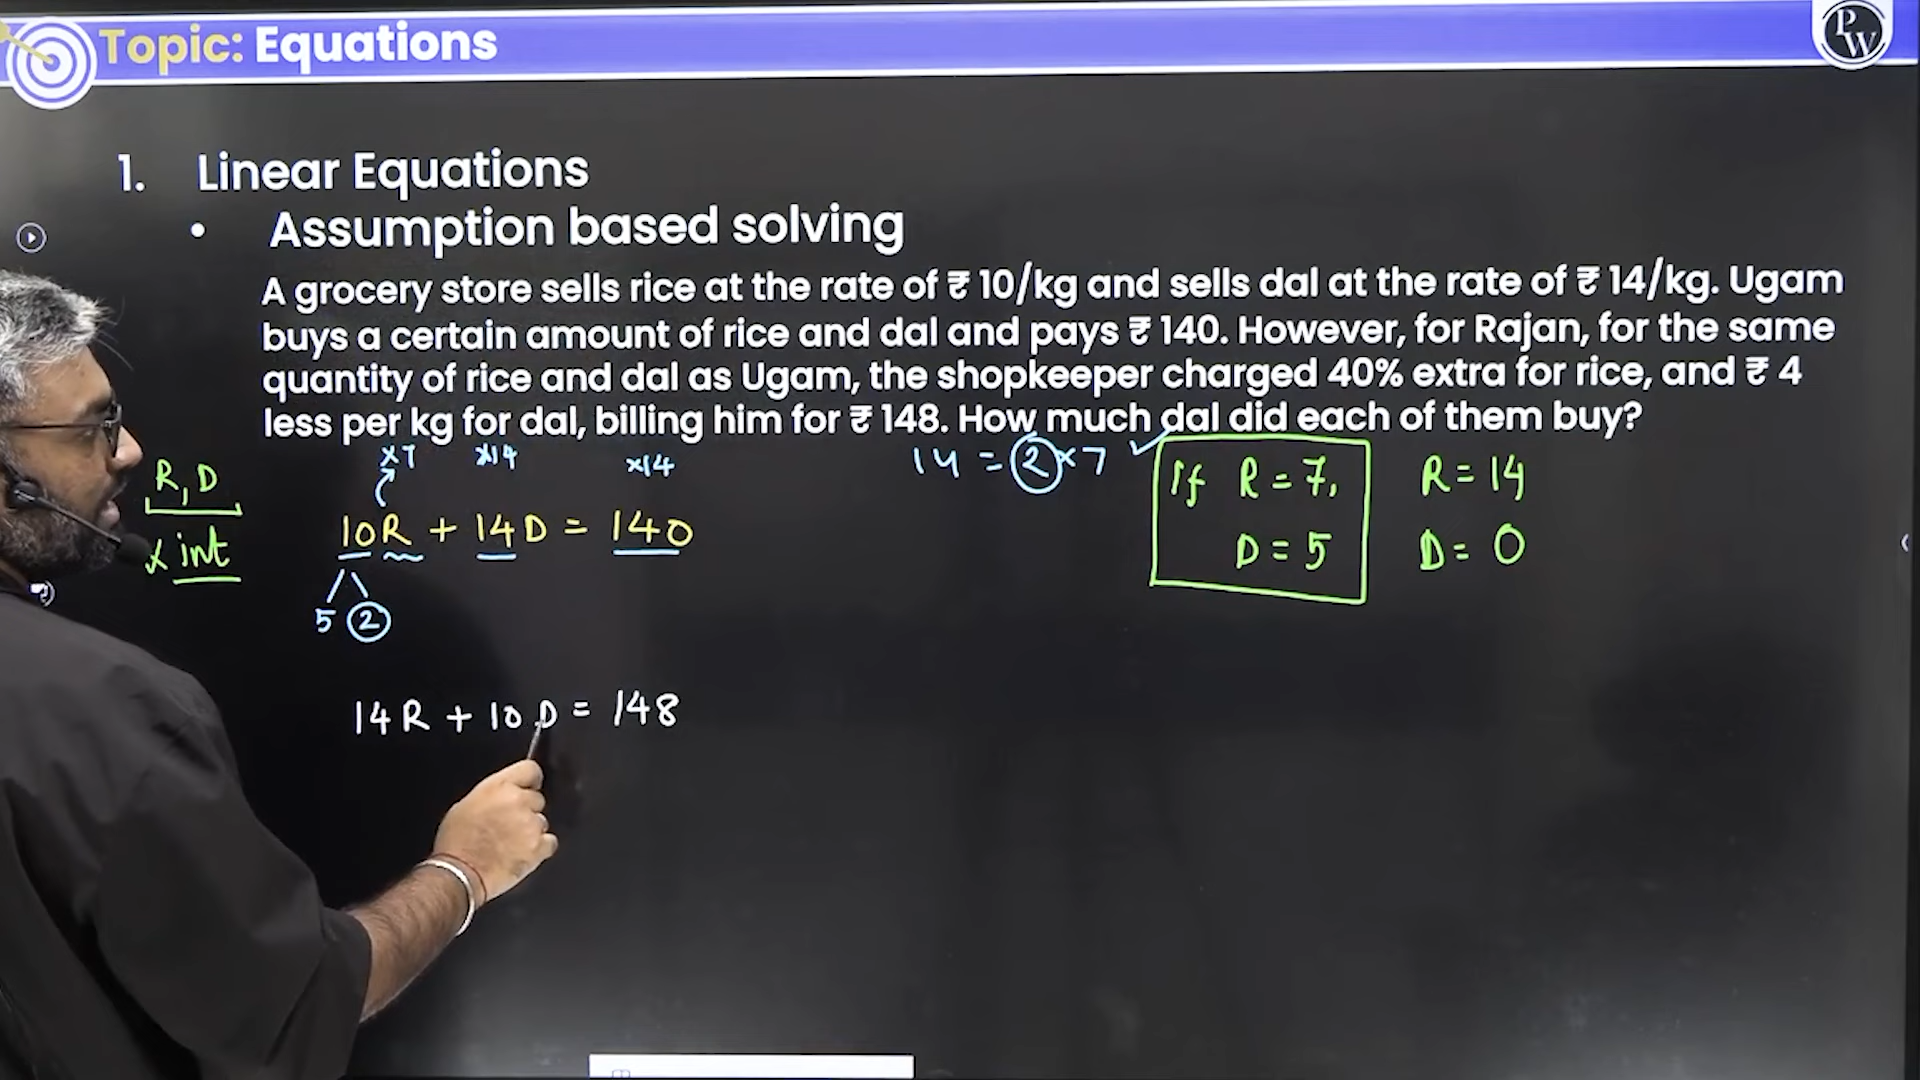 Topic: Equations
PW
1. Linear Equations
• Assumption based solving
A grocery store sells rice at the rate of ₹ 10/kg and sells dal at the rate of ₹ 14/kg. Ugam
buys a certain amount of rice and dal and pays ₹ 140. However, for Rajan, for the same
quantity of rice and dal as Ugam, the shopkeeper charged 40% extra for rice, and ₹ 4
less per kg for dal, billing him for ₹ 148. How much dal did each of them buy?
×7 ×14 ×14
14 = 2 × 7 ✓
R, D
x int
10R + 14D = 140
5 2
If R = 7,
D = 5
R = 14
D = 0
14R + 10D = 148